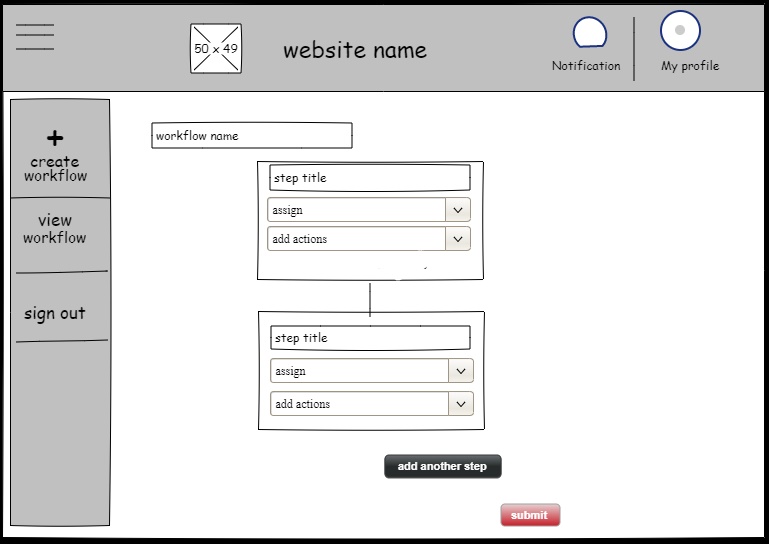 50 x 49
website name
Notification
My profile
+
create
workflow
view
workflow
sign out
workflow name
step title
assign
add actions
step title
assign
add actions
add another step
submit